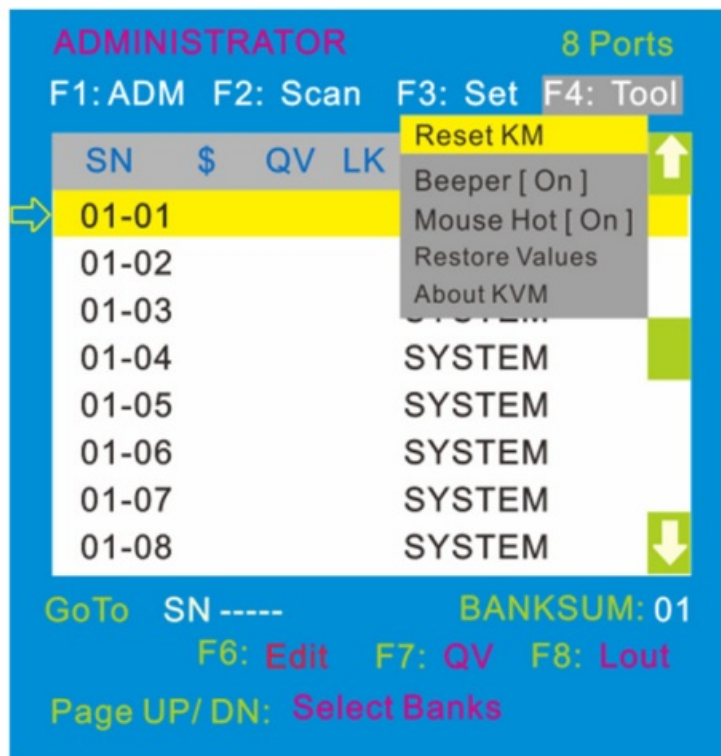 ADMINISTRATOR 8 Ports
F1: ADM F2: Scan F3: Set F4: Tool
Reset KM
Beeper [ On ]
Mouse Hot [ On ]
Restore Values
About KVM
SN $ QV LK
01-01
01-02
01-03
01-04 SYSTEM
01-05 SYSTEM
01-06 SYSTEM
01-07 SYSTEM
01-08 SYSTEM
GoTo SN ----- BANKSUM: 01
F6: Edit F7: QV F8: Lout
Page UP/ DN: Select Banks